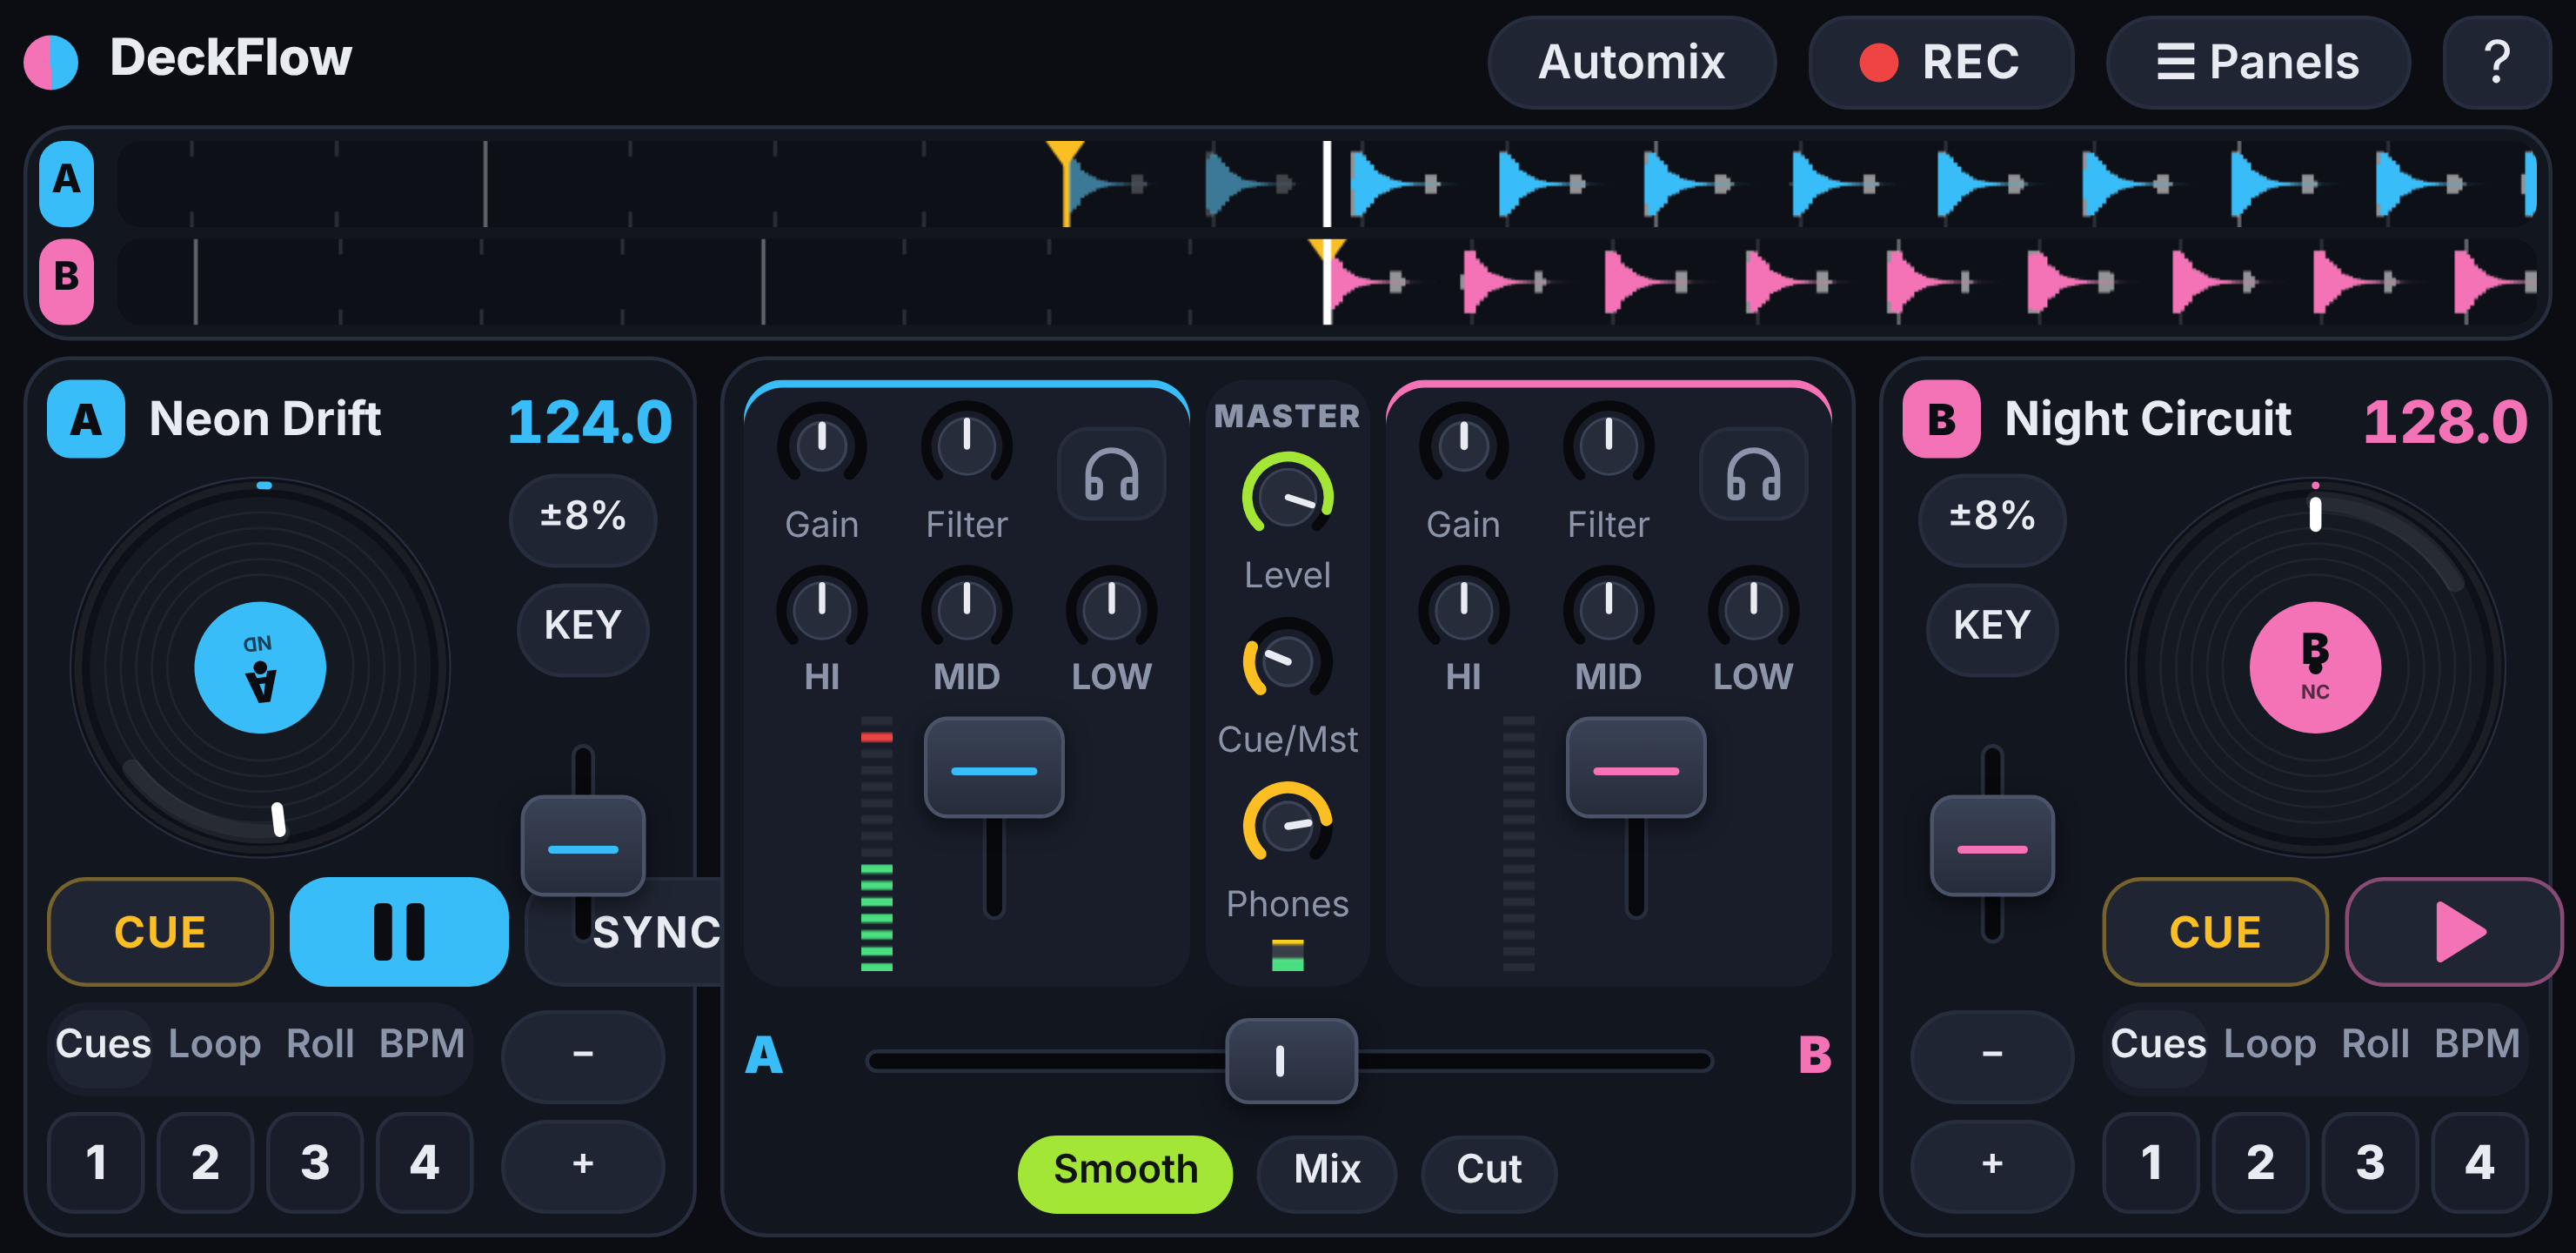 DeckFlow
Automix
REC
☰ Panels
?
A
B
A Neon Drift 124.0
±8%
KEY
ND
A
CUE
SYNC
Cues Loop Roll BPM
−
1 2 3 4
+
Gain Filter
HI MID LOW
MASTER
Level
Cue/Mst
Phones
Gain Filter
HI MID LOW
A B
Smooth Mix Cut
B Night Circuit 128.0
±8%
KEY
B
NC
CUE
−
Cues Loop Roll BPM
+
1 2 3 4